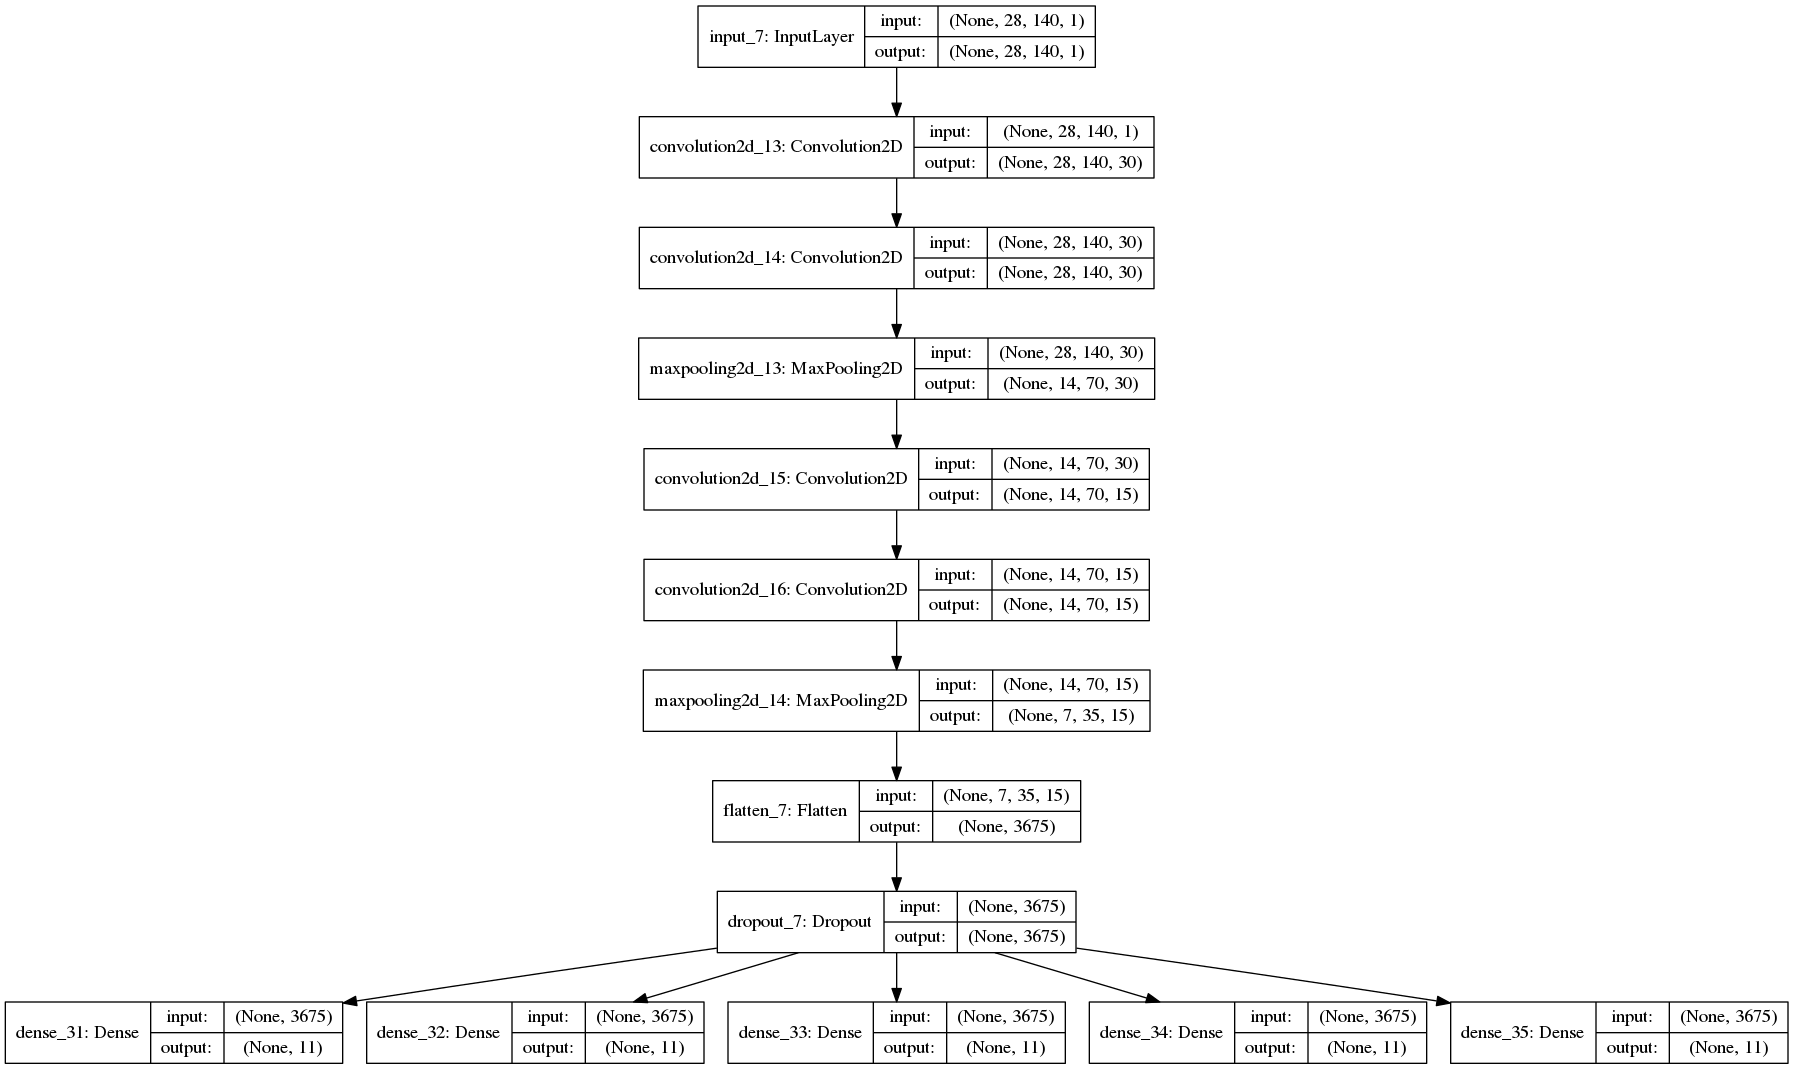 input_7: InputLayer
input: (None, 28, 140, 1)
output: (None, 28, 140, 1)
convolution2d_13: Convolution2D
input: (None, 28, 140, 1)
output: (None, 28, 140, 30)
convolution2d_14: Convolution2D
input: (None, 28, 140, 30)
output: (None, 28, 140, 30)
maxpooling2d_13: MaxPooling2D
input: (None, 28, 140, 30)
output: (None, 14, 70, 30)
convolution2d_15: Convolution2D
input: (None, 14, 70, 30)
output: (None, 14, 70, 15)
convolution2d_16: Convolution2D
input: (None, 14, 70, 15)
output: (None, 14, 70, 15)
maxpooling2d_14: MaxPooling2D
input: (None, 14, 70, 15)
output: (None, 7, 35, 15)
flatten_7: Flatten
input: (None, 7, 35, 15)
output: (None, 3675)
dropout_7: Dropout
input: (None, 3675)
output: (None, 3675)
dense_31: Dense
input: (None, 3675)
output: (None, 11)
dense_32: Dense
input: (None, 3675)
output: (None, 11)
dense_33: Dense
input: (None, 3675)
output: (None, 11)
dense_34: Dense
input: (None, 3675)
output: (None, 11)
dense_35: Dense
input: (None, 3675)
output: (None, 11)